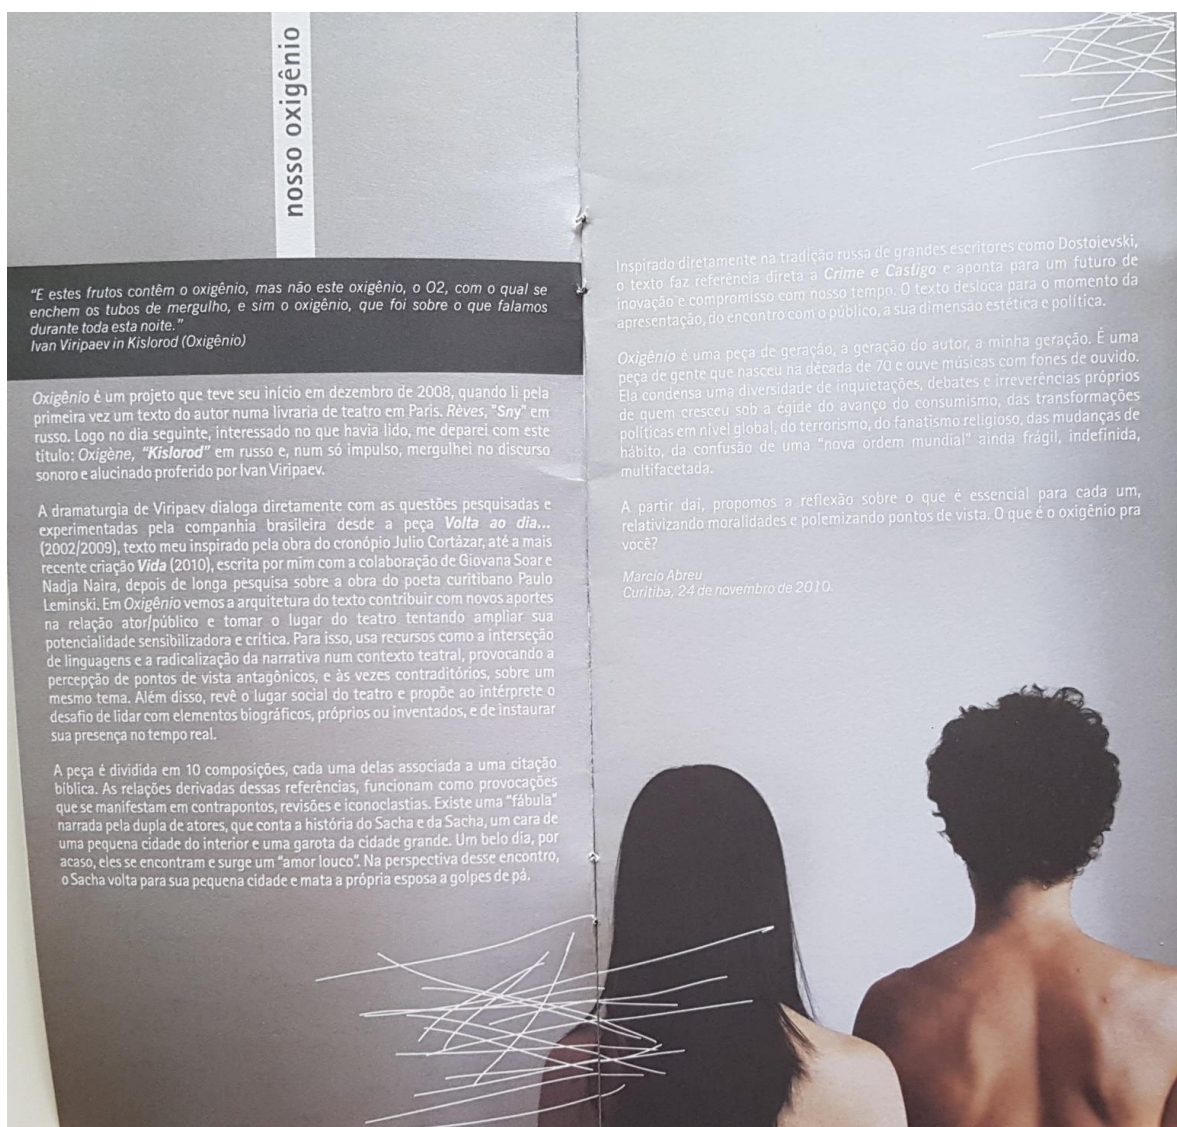 nosso oxigênio
"E estes frutos contêm o oxigênio, mas não este oxigênio, o O2, com o qual se
enchem os tubos de mergulho, e sim o oxigênio, que foi sobre o que falamos
durante toda esta noite."
Ivan Viripaev in Kislorod (Oxigênio)
Oxigênio é um projeto que teve seu início em dezembro de 2008, quando li pela
primeira vez um texto do autor numa livraria de teatro em Paris. Rèves, "Sny" em
russo. Logo no dia seguinte, interessado no que havia lido, me deparei com este
título: Oxigène, "Kislorod" em russo e, num só impulso, mergulhei no discurso
sonoro e alucinado proferido por Ivan Viripaev.
A dramaturgia de Viripaev dialoga diretamente com as questões pesquisadas e
experimentadas pela companhia brasileira desde a peça Volta ao dia...
(2002/2009), texto meu inspirado pela obra do cronópio Julio Cortázar, até a mais
recente criação Vida (2010), escrita por mim com a colaboração de Giovana Soar e
Nadja Naira, depois de longa pesquisa sobre a obra do poeta curitibano Paulo
Leminski. Em Oxigênio vemos a arquitetura do texto contribuir com novos aportes
na relação ator/público e tomar o lugar do teatro tentando ampliar sua
potencialidade sensibilizadora e crítica. Para isso, usa recursos como a interseção
de linguagens e a radicalização da narrativa num contexto teatral, provocando a
percepção de pontos de vista antagônicos, e às vezes contraditórios, sobre um
mesmo tema. Além disso, revê o lugar social do teatro e propõe ao intérprete o
desafio de lidar com elementos biográficos, próprios ou inventados, e de instaurar
sua presença no tempo real.
A peça é dividida em 10 composições, cada uma delas associada a uma citação
bíblica. As relações derivadas dessas referências, funcionam como provocações
que se manifestam em contrapontos, revisões e iconoclastias. Existe uma "fábula"
narrada pela dupla de atores, que conta a história do Sacha e da Sacha, um cara de
uma pequena cidade do interior e uma garota da cidade grande. Um belo dia, por
acaso, eles se encontram e surge um "amor louco". Na perspectiva desse encontro,
o Sacha volta para sua pequena cidade e mata a própria esposa a golpes de pá.
Inspirado diretamente na tradição russa de grandes escritores como Dostoievski,
o texto faz referência direta a Crime e Castigo e aponta para um futuro de
inovação e compromisso com nosso tempo. O texto desloca para o momento da
apresentação, do encontro com o público, a sua dimensão estética e política.
Oxigênio é uma peça de geração, a geração do autor, a minha geração. É uma
peça de gente que nasceu na década de 70 e ouve músicas com fones de ouvido.
Ela condensa uma diversidade de inquietações, debates e irreverências próprios
de quem cresceu sob a égide do avanço do consumismo, das transformações
políticas em nível global, do terrorismo, do fanatismo religioso, das mudanças de
hábito, da confusão de uma "nova ordem mundial" ainda frágil, indefinida,
multifacetada.
A partir daí, propomos a reflexão sobre o que é essencial para cada um,
relativizando moralidades e polemizando pontos de vista. O que é o oxigênio pra
você?
Marcio Abreu
Curitiba, 24 de novembro de 2010.